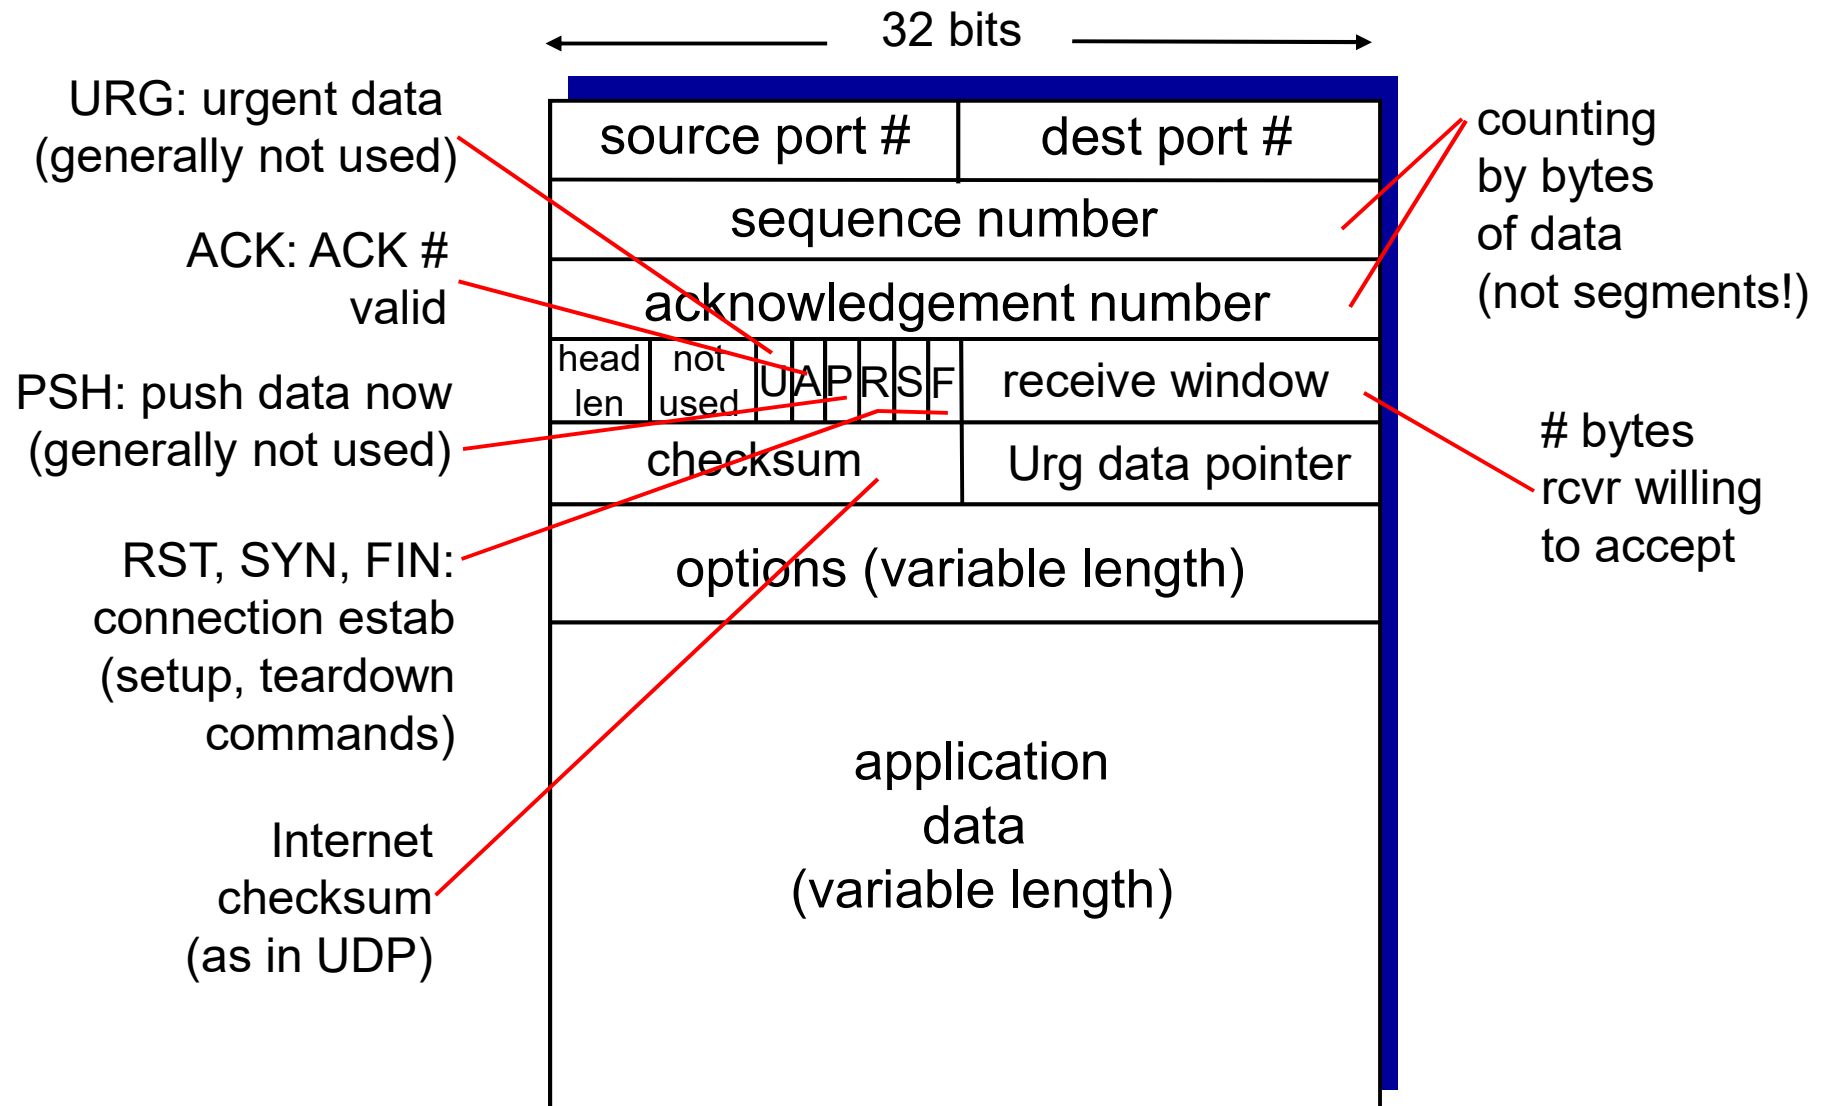 32 bits
URG: urgent data
(generally not used)
ACK: ACK #
valid
PSH: push data now
(generally not used)
RST, SYN, FIN:
connection estab
(setup, teardown
commands)
Internet
checksum
(as in UDP)
source port #
dest port #
sequence number
acknowledgement number
head
len
not
used
U
A
P
R
S
F
receive window
checksum
Urg data pointer
options (variable length)
application
data
(variable length)
counting
by bytes
of data
(not segments!)
# bytes
rcvr willing
to accept